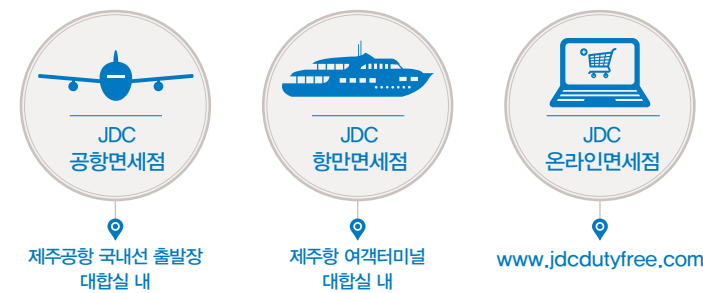 JDC
공항면세점
제주공항 국내선 출발장
대합실 내
JDC
항만면세점
제주항 여객터미널
대합실 내
JDC
온라인면세점
www.jdcdutyfree.com